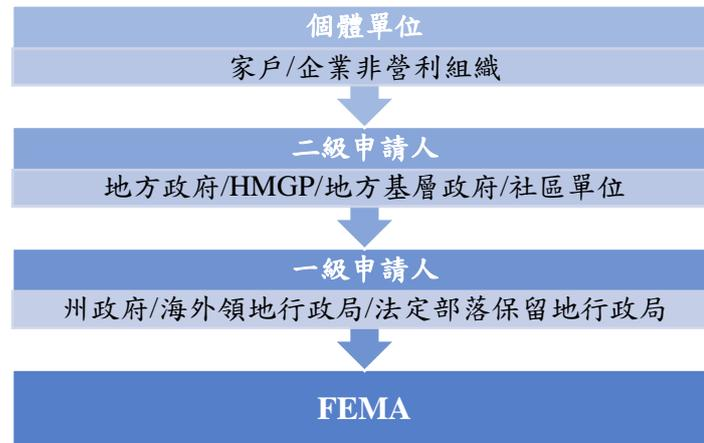 個體單位
家戶/企業非營利組織
二級申請人
地方政府/HMGP/地方基層政府/社區單位
一級申請人
州政府/海外領地行政局/法定部落保留地行政局
FEMA